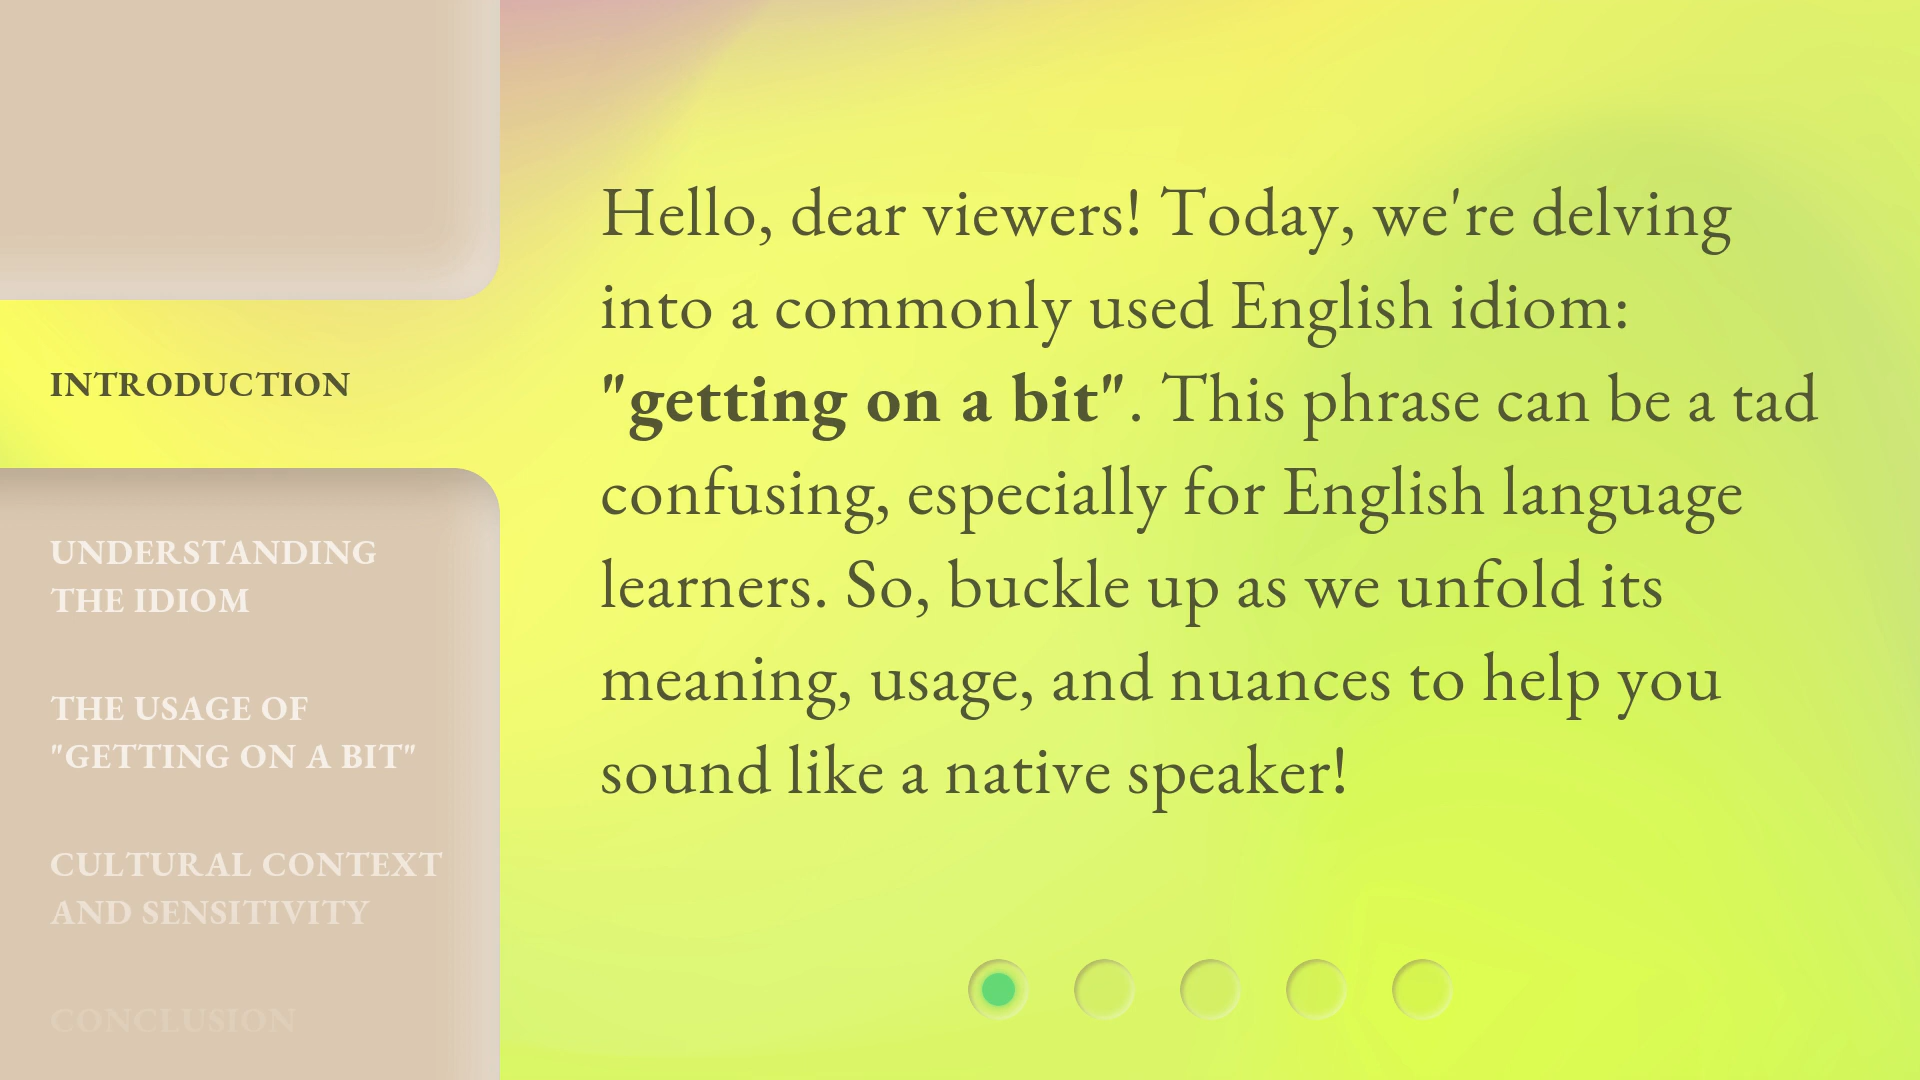 INTRODUCTION
UNDERSTANDING
THE IDIOM
THE USAGE OF
"GETTING ON A BIT"
CULTURAL CONTEXT
AND SENSITIVITY
CONCLUSION
Hello, dear viewers! Today, we're delving
into a commonly used English idiom:
"getting on a bit". This phrase can be a tad
confusing, especially for English language
learners. So, buckle up as we unfold its
meaning, usage, and nuances to help you
sound like a native speaker!